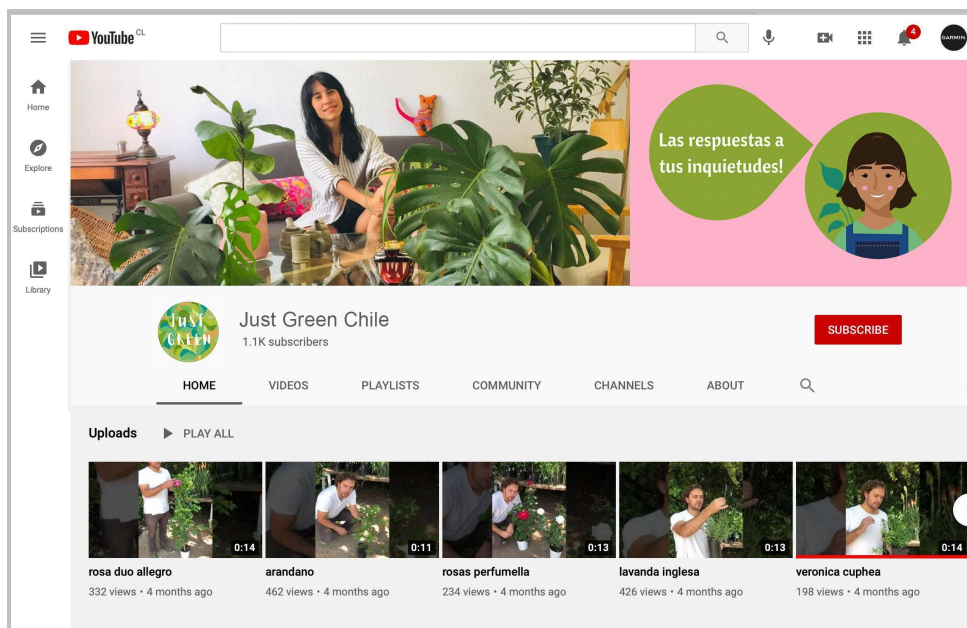 YouTube CL
4
GARMIN
Home
Explore
Subscriptions
Library
Las respuestas a
tus inquietudes!
JUST
GREEN
Just Green Chile
1.1K subscribers
SUBSCRIBE
HOME VIDEOS PLAYLISTS COMMUNITY CHANNELS ABOUT
Uploads PLAY ALL
0:14 0:11 0:13 0:13 0:14
rosa duo allegro arandano rosas perfumella lavanda inglesa veronica cuphea
332 views • 4 months ago 462 views • 4 months ago 234 views • 4 months ago 426 views • 4 months ago 198 views • 4 months ago